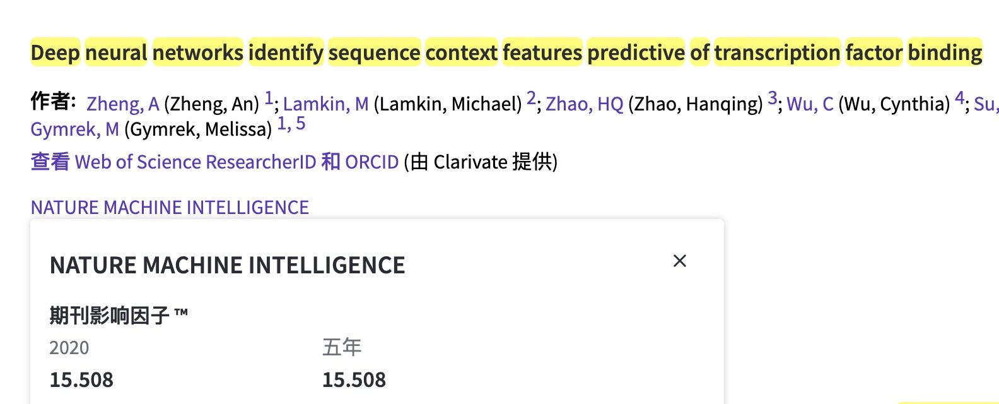 Deep neural networks identify sequence context features predictive of transcription factor binding
作者: Zheng, A (Zheng, An) 1; Lamkin, M (Lamkin, Michael) 2; Zhao, HQ (Zhao, Hanqing) 3; Wu, C (Wu, Cynthia) 4; Su,
Gymrek, M (Gymrek, Melissa) 1, 5
查看 Web of Science ResearcherID 和 ORCID (由 Clarivate 提供)
NATURE MACHINE INTELLIGENCE
NATURE MACHINE INTELLIGENCE
期刊影响因子 ™
2020 五年
15.508 15.508